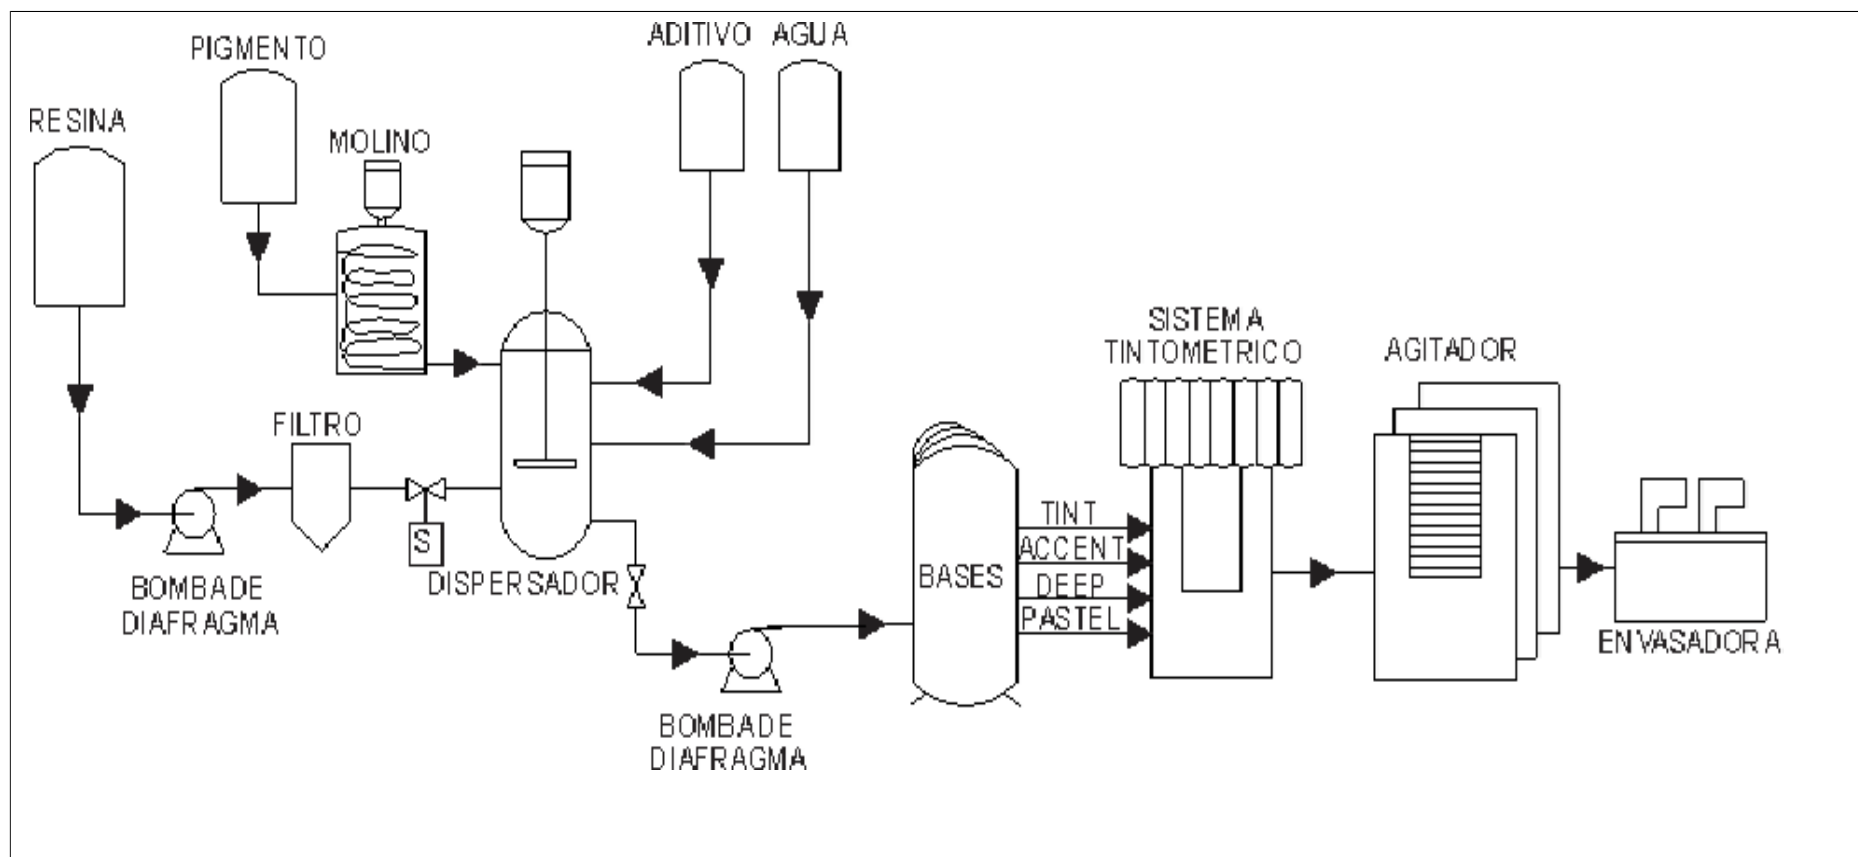 PIGMENTO
ADITIVO
AGUA
RESINA
MOLINO
SISTEMA
TINTOMETRICO
AGITADOR
FILTRO
S
BOMBADE
DIAFRAGMA
DISPERSADOR
BASES
TINT
ACCENT
DEEP
PASTEL
ENVASADORA
BOMBADE
DIAFRAGMA